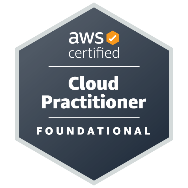 aws
certified
Cloud
Practitioner
FOUNDATIONAL